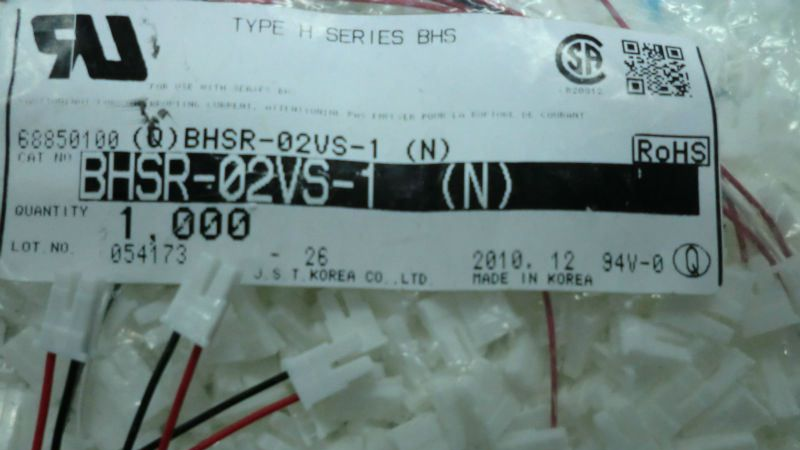 TYPE H SERIES BHS
FOR USE WITH SERIES
68850100 (Q)BHSR-02VS-1 (N)
RoHS
CAT NO
BHSR-02VS-1 (N)
QUANTITY 1,000
LOT.NO. 054173 - 26 2010. 12 94V-0 Q
J.S.T.KOREA CO.,LTD MADE IN KOREA